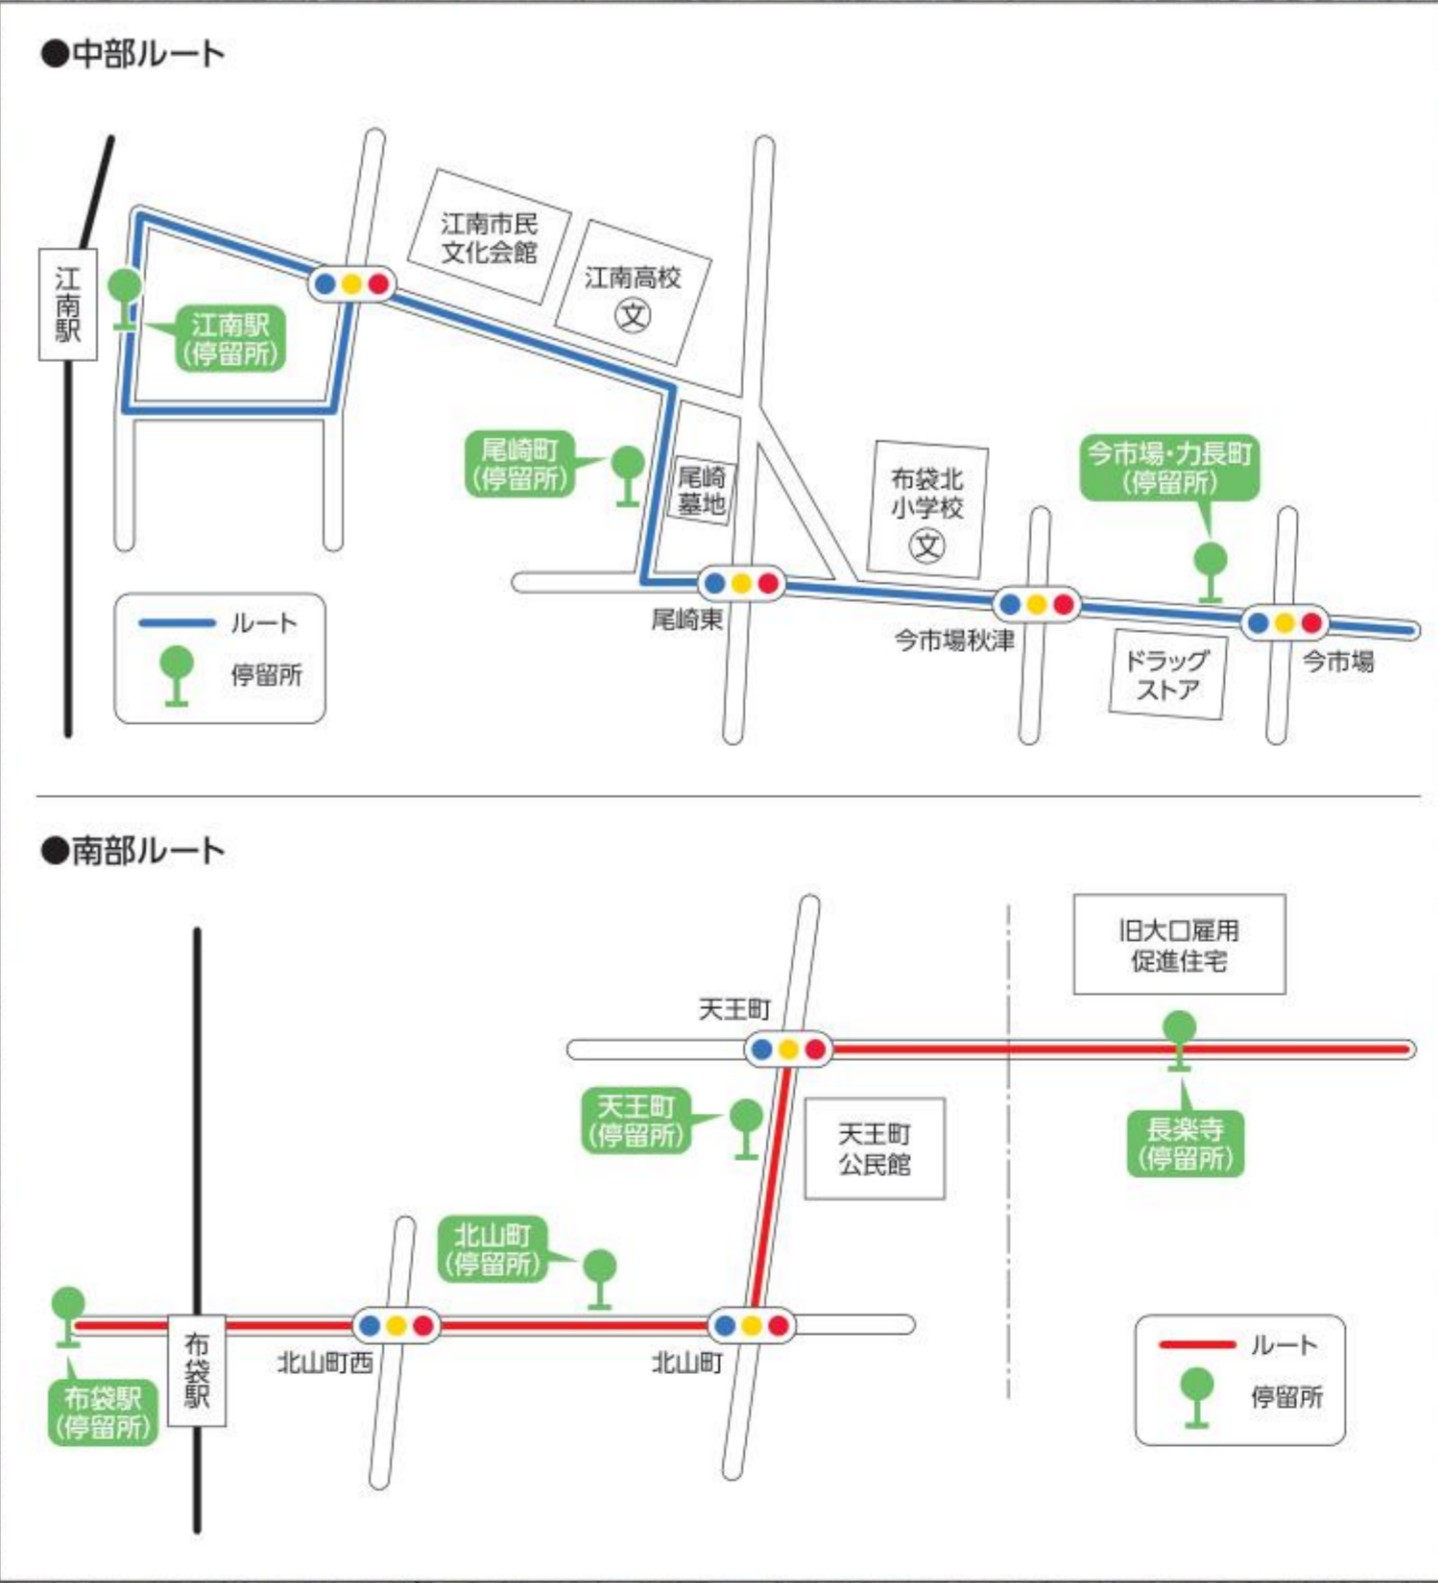 ●中部ルート
江南市民
文化会館
江南高校
文
江南駅
江南駅
(停留所)
尾崎町
(停留所)
尾崎
墓地
布袋北
小学校
文
今市場・力長町
(停留所)
尾崎東
今市場秋津
ドラッグ
ストア
今市場
ルート
停留所
●南部ルート
旧大口雇用
促進住宅
天王町
天王町
(停留所)
天王町
公民館
長楽寺
(停留所)
北山町
(停留所)
布袋駅
北山町西
北山町
布袋駅
(停留所)
ルート
停留所